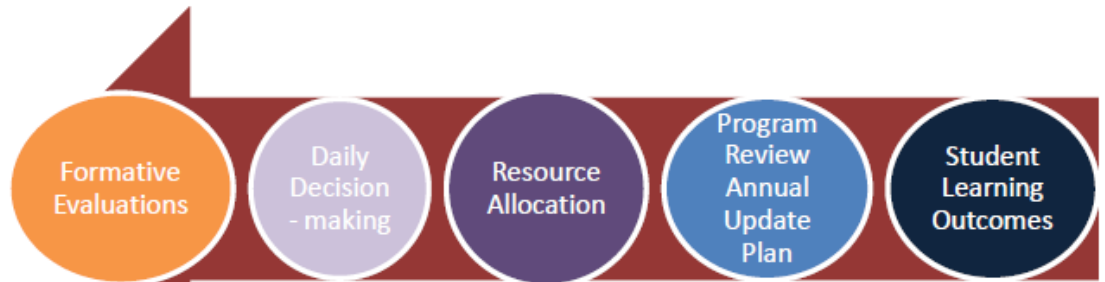 Formative
Evaluations
Daily
Decision
- making
Resource
Allocation
Program
Review
Annual
Update
Plan
Student
Learning
Outcomes